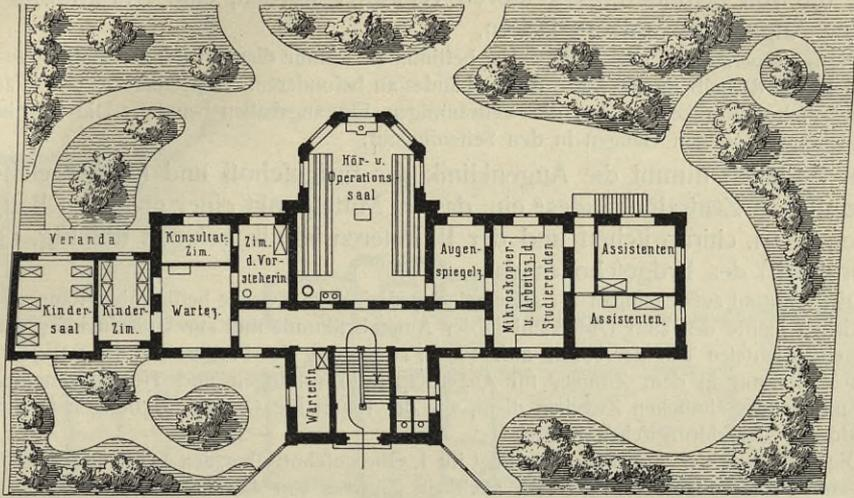 Hör- u.
Operations
saal
Veranda
Konsultat-
Zim.
Zim.
d. Vor-
steherin
Augen-
spiegelz.
Mikroskopier.
u. Arbeitsz. d.
Studierenden
Assistenten
Kinder-
saal
Kinder-
Zim.
Wartez.
Assistenten.
Wärterin